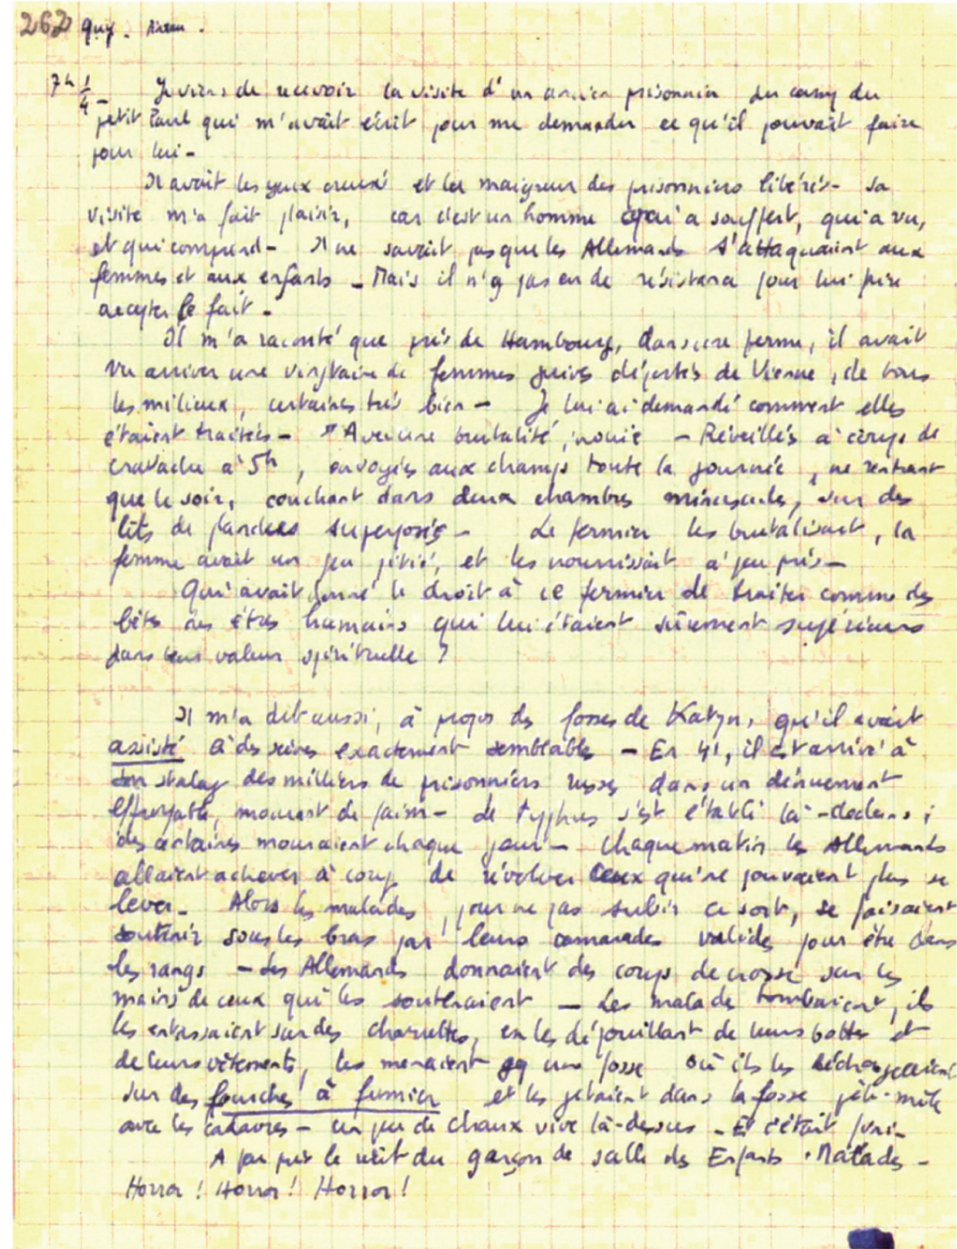 262 Guy.
7h 1/4 – Je viens de recevoir la visite d'un ancien prisonnier du camp du
petit Paul qui m'avait écrit pour me demander ce qu'il pouvait faire
pour lui –
Il avait les yeux creusés et la maigreur des prisonniers libérés – sa
visite m'a fait plaisir, car c'est un homme qui a souffert, qui a vu,
et qui comprend – Il ne savait pas que les Allemands s'attaquaient aux
femmes et aux enfants – Mais il n'y a pas eu de résistance pour lui faire
accepter le fait –
Il m'a raconté que près de Hambourg, dans une ferme, il avait
vu arriver une vingtaine de femmes juives déportées de Vienne, de tous
les milieux, certaines très bien – Je lui ai demandé comment elles
étaient traitées – "Avec une brutalité inouïe – Réveillés à coups de
cravache à 5h, envoyées aux champs toute la journée, ne rentrant
que le soir, couchant dans deux chambres minuscules, sur des
lits de planches superposés – Le fermier les brutalisait, la
femme avait un peu pitié, et les nourrissait à peu près –
Qui avait donné le droit à ce fermier de traiter comme des
bêtes des êtres humains qui lui étaient sûrement supérieurs
dans leur valeur spirituelle ?
Il m'a dit aussi, à propos des fosses de Katyn, qu'il avait
assisté à des scènes exactement semblables – En 41, il est arrivé à
son stalag des milliers de prisonniers russes dans un dénuement
effroyable, mourant de faim – le typhus s'est établi là-dedans ;
des centaines mouraient chaque jour – Chaque matin les Allemands
allaient achever à coup de révolver ceux qui ne pouvaient plus se
lever – Alors les malades, pour ne pas subir ce sort, se faisaient
soutenir sous les bras par leurs camarades valides pour être dans
les rangs – Les Allemands donnaient des coups de crosse sur les
mains de ceux qui les soutenaient – Les malades tombaient, ils
les entassaient sur des charrettes, en les dépouillant de leurs bottes et
de leurs vêtements, les menaient une fosse où ils les déchargeaient
sur des fourches à fumier et les jetaient dans la fosse pêle-mêle
avec les cadavres – un peu de chaux vive là-dessus – Et c'était fini –
le récit du garçon de salle des Enfants-Malades –
Horror ! Horror ! Horror !